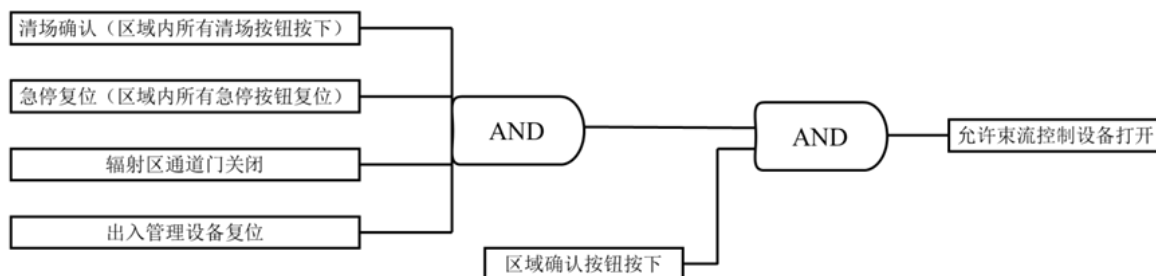 清场确认（区域内所有清场按钮按下）
急停复位（区域内所有急停按钮复位）
AND
AND
允许束流控制设备打开
辐射区通道门关闭
出入管理设备复位
区域确认按钮按下